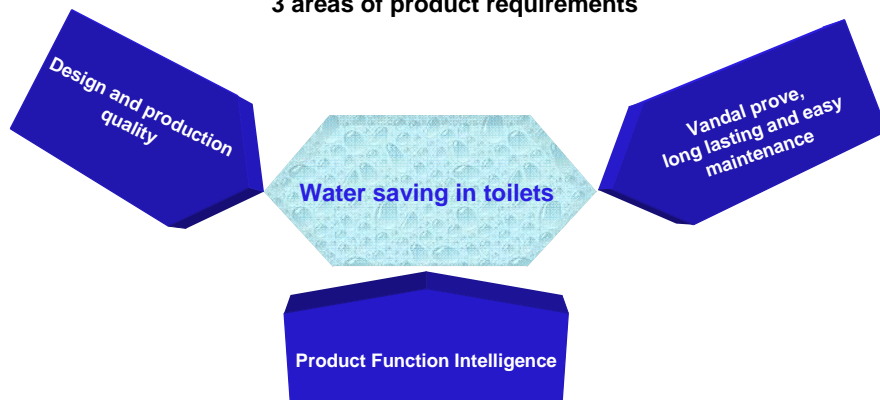 3 areas of product requirements
Design and production
quality
Vandal prove,
long lasting and easy
maintenance
Water saving in toilets
Product Function Intelligence